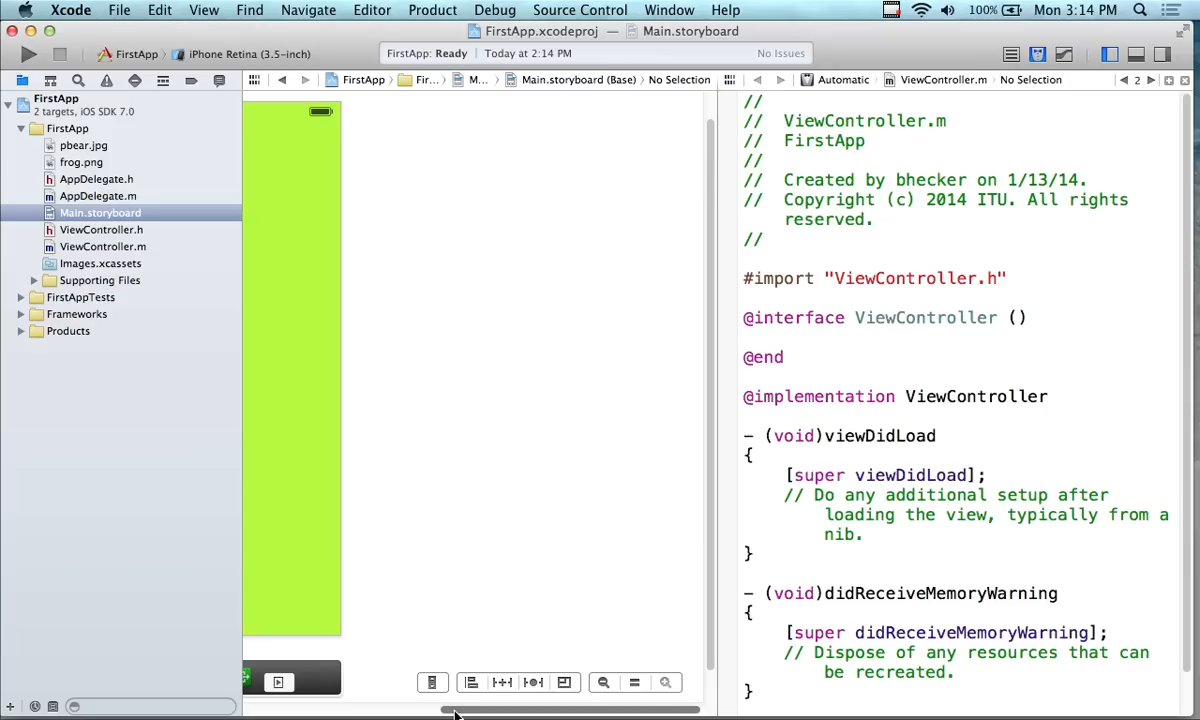 Xcode File Edit View Find Navigate Editor Product Debug Source Control Window Help 100% Mon 3:14 PM
FirstApp.xcodeproj — Main.storyboard
FirstApp iPhone Retina (3.5-inch) FirstApp: Ready Today at 2:14 PM No Issues
FirstApp Fir... M... Main.storyboard (Base) No Selection Automatic ViewController.m No Selection 2
FirstApp
2 targets, iOS SDK 7.0
FirstApp
pbear.jpg
frog.png
h AppDelegate.h
m AppDelegate.m
Main.storyboard
h ViewController.h
m ViewController.m
Images.xcassets
Supporting Files
FirstAppTests
Frameworks
Products
//
// ViewController.m
// FirstApp
//
// Created by bhecker on 1/13/14.
// Copyright (c) 2014 ITU. All rights
reserved.
//
#import "ViewController.h"
@interface ViewController ()
@end
@implementation ViewController
- (void)viewDidLoad
{
[super viewDidLoad];
// Do any additional setup after
loading the view, typically from a
nib.
}
- (void)didReceiveMemoryWarning
{
[super didReceiveMemoryWarning];
// Dispose of any resources that can
be recreated.
}